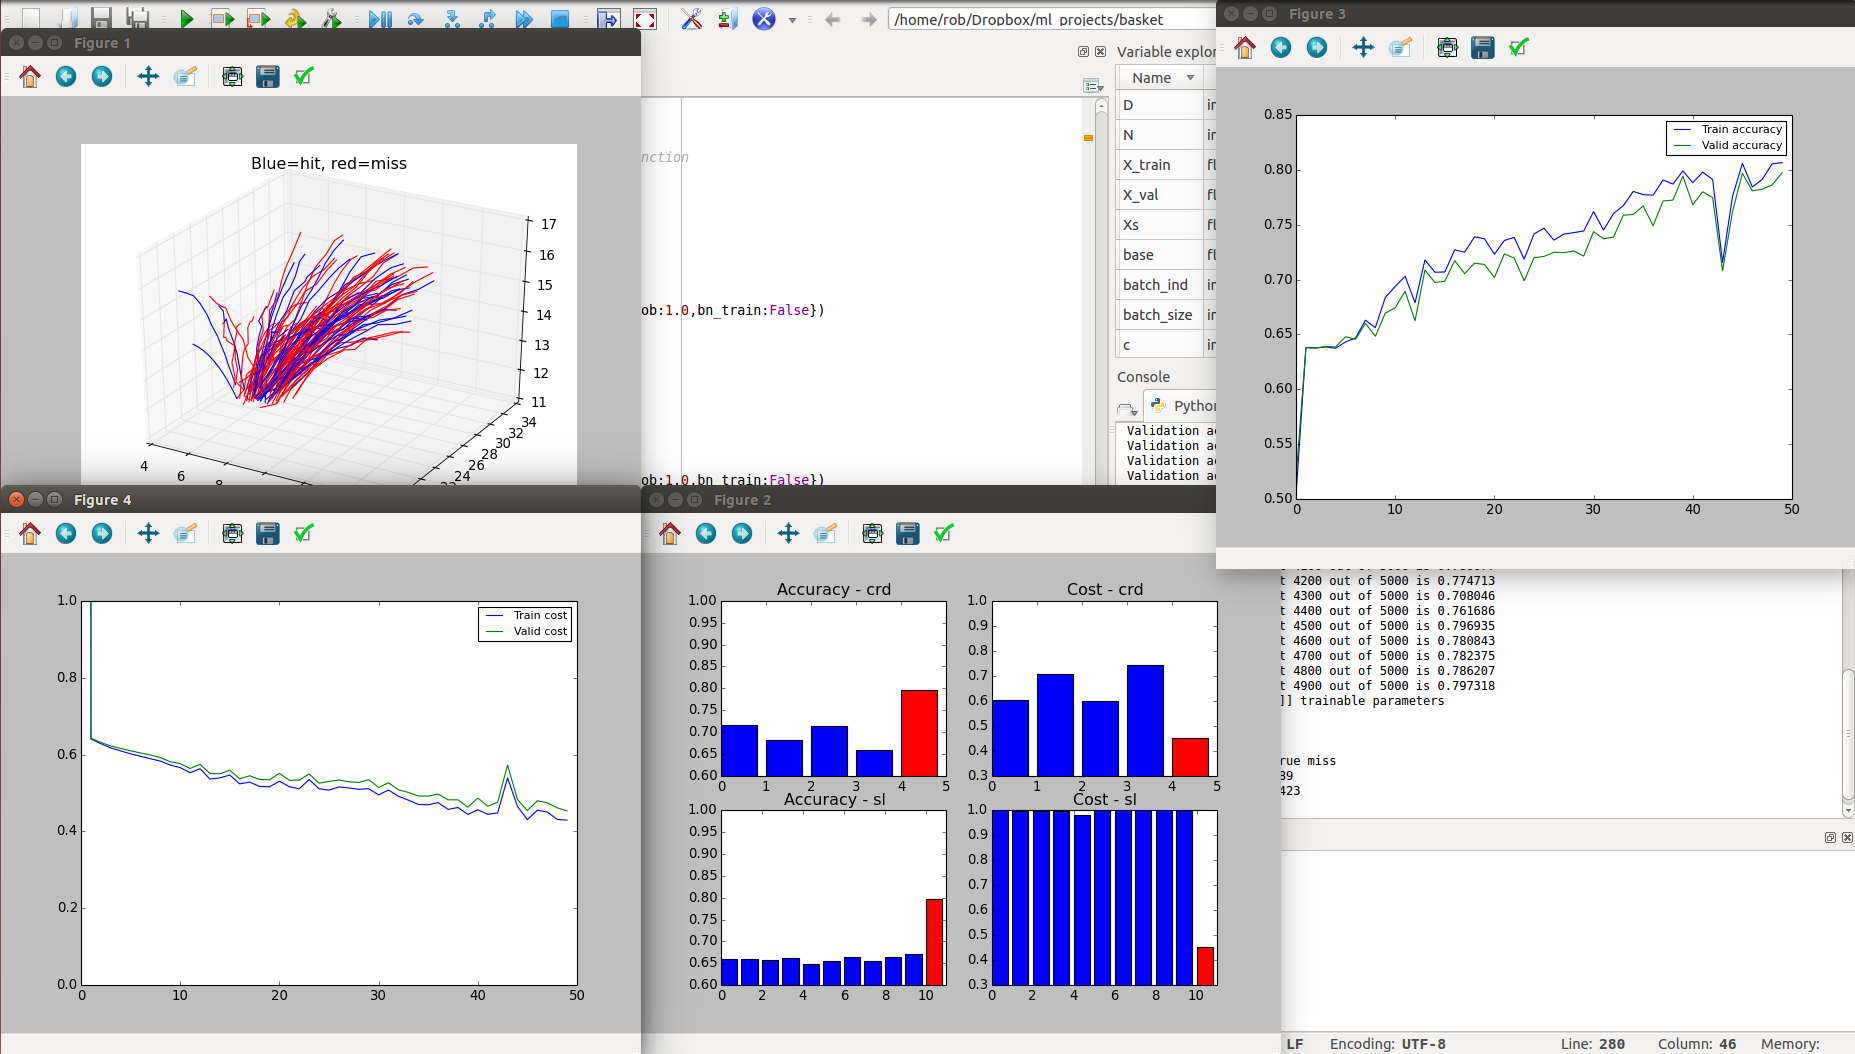 /home/rob/Dropbox/ml_projects/basket
Figure 1
Blue=hit, red=miss
17
16
15
14
13
12
11
34
32
30
28
26
24
4
6
nction
ob:1.0,bn_train:False})
ob:1.0,bn_train:False})
Variable explor
Name
D
N
X_train
X_val
Xs
base
batch_ind
batch_size
c
Console
Python
Validation a
Validation a
Validation a
Validation a
Figure 3
Train accuracy
Valid accuracy
0.85
0.80
0.75
0.70
0.65
0.60
0.55
0.50
0 10 20 30 40 50
Figure 4
Train cost
Valid cost
1.0
0.8
0.6
0.4
0.2
0.0
0 10 20 30 40 50
Figure 2
Accuracy - crd
1.00
0.95
0.90
0.85
0.80
0.75
0.70
0.65
0.60
0 1 2 3 4 5
Cost - crd
1.0
0.9
0.8
0.7
0.6
0.5
0.4
0.3
0 1 2 3 4 5
Accuracy - sl
1.00
0.95
0.90
0.85
0.80
0.75
0.70
0.65
0.60
0 2 4 6 8 10
Cost - sl
1.0
0.9
0.8
0.7
0.6
0.5
0.4
0.3
0 2 4 6 8 10
t 4200 out of 5000 is 0.774713
t 4300 out of 5000 is 0.708046
t 4400 out of 5000 is 0.761686
t 4500 out of 5000 is 0.796935
t 4600 out of 5000 is 0.780843
t 4700 out of 5000 is 0.782375
t 4800 out of 5000 is 0.786207
t 4900 out of 5000 is 0.797318
]] trainable parameters
rue miss
89
423
LF Encoding: UTF-8 Line: 280 Column: 46 Memory: